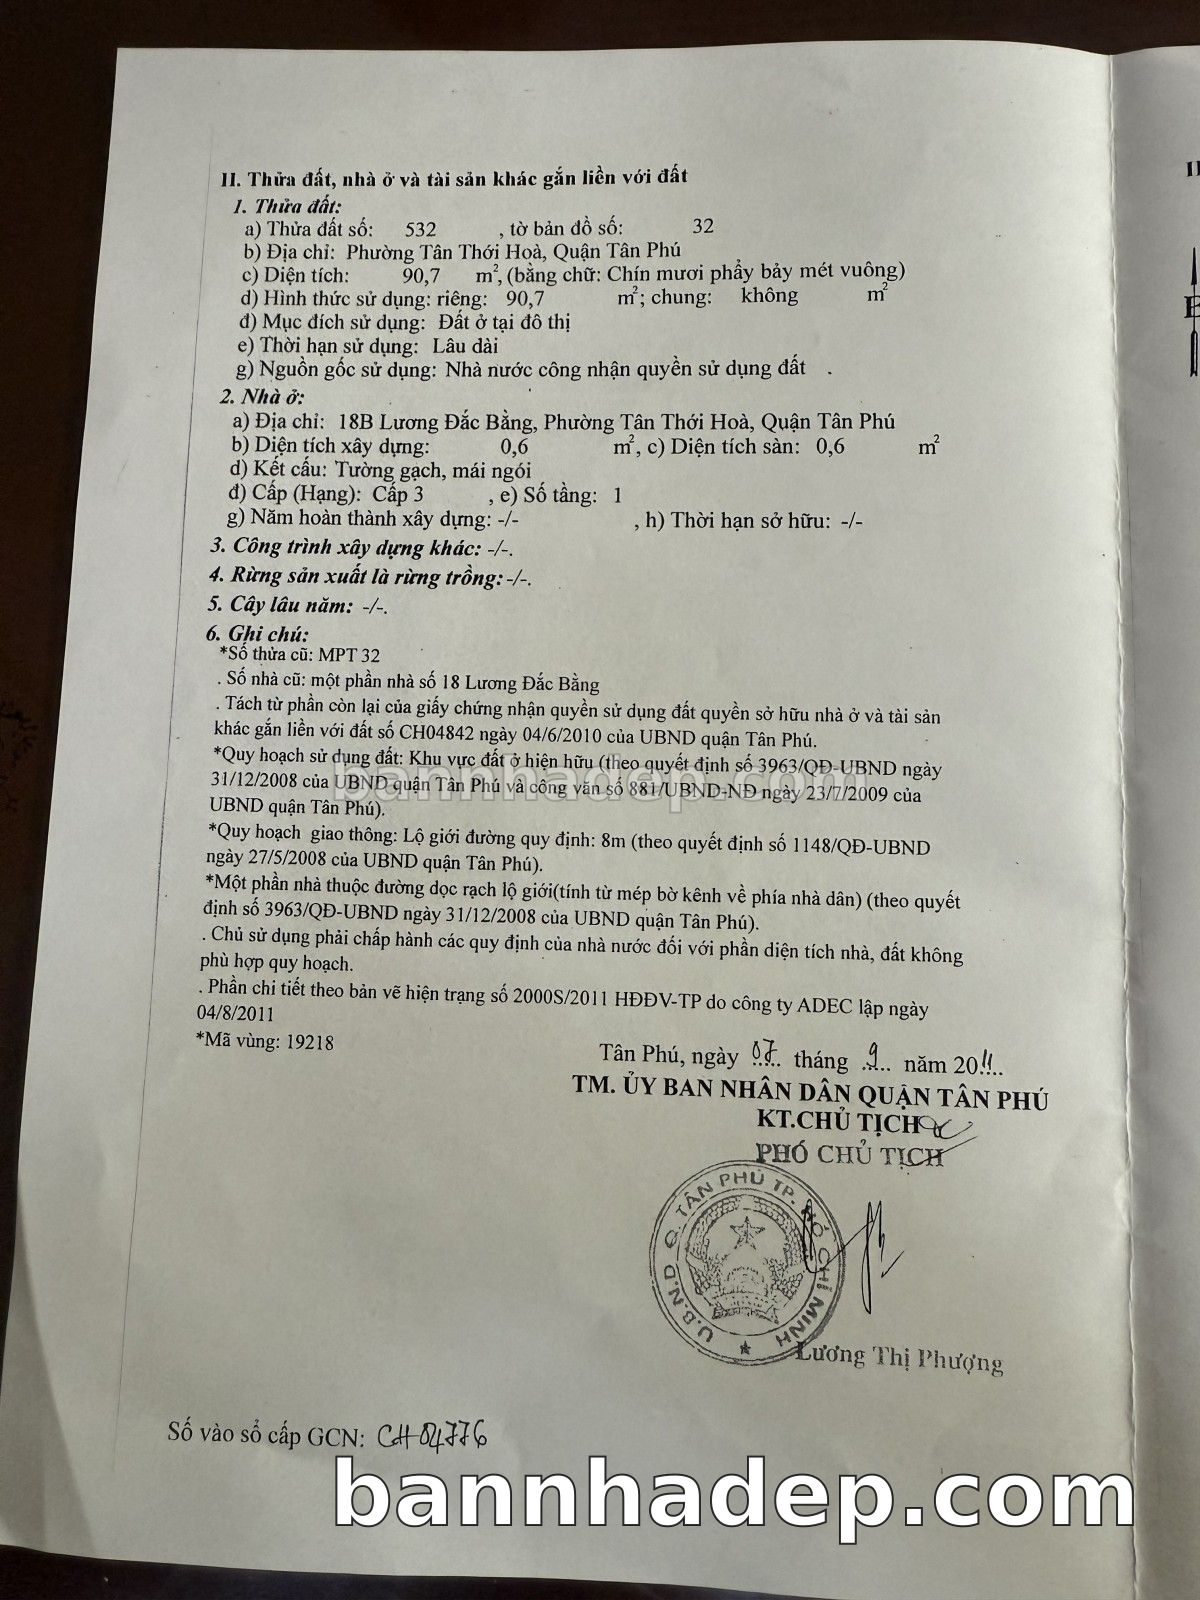 II. Thửa đất, nhà ở và tài sản khác gắn liền với đất
1. Thửa đất:
a) Thửa đất số: 532 , tờ bản đồ số: 32
b) Địa chỉ: Phường Tân Thới Hoà, Quận Tân Phú
c) Diện tích: 90,7 m², (bằng chữ: Chín mươi phẩy bảy mét vuông)
d) Hình thức sử dụng: riêng: 90,7 m²; chung: không m²
đ) Mục đích sử dụng: Đất ở tại đô thị
e) Thời hạn sử dụng: Lâu dài
g) Nguồn gốc sử dụng: Nhà nước công nhận quyền sử dụng đất .
2. Nhà ở:
a) Địa chỉ: 18B Lương Đắc Bằng, Phường Tân Thới Hoà, Quận Tân Phú
b) Diện tích xây dựng: 0,6 m², c) Diện tích sàn: 0,6 m²
d) Kết cấu: Tường gạch, mái ngói
đ) Cấp (Hạng): Cấp 3 , e) Số tầng: 1
g) Năm hoàn thành xây dựng: -/- , h) Thời hạn sở hữu: -/-
3. Công trình xây dựng khác: -/-.
4. Rừng sản xuất là rừng trồng: -/-.
5. Cây lâu năm: -/-.
6. Ghi chú:
*Số thửa cũ: MPT 32
. Số nhà cũ: một phần nhà số 18 Lương Đắc Bằng
. Tách từ phần còn lại của giấy chứng nhận quyền sử dụng đất quyền sở hữu nhà ở và tài sản
khác gắn liền với đất số CH04842 ngày 04/6/2010 của UBND quận Tân Phú.
*Quy hoạch sử dụng đất: Khu vực đất ở hiện hữu (theo quyết định số 3963/QĐ-UBND ngày
31/12/2008 của UBND quận Tân Phú và công văn số 881/UBND-NĐ ngày 23/7/2009 của
UBND quận Tân Phú).
bannhadep.com
*Quy hoạch giao thông: Lộ giới đường quy định: 8m (theo quyết định số 1148/QĐ-UBND
ngày 27/5/2008 của UBND quận Tân Phú).
*Một phần nhà thuộc đường dọc rạch lộ giới(tính từ mép bờ kênh về phía nhà dân) (theo quyết
định số 3963/QĐ-UBND ngày 31/12/2008 của UBND quận Tân Phú).
. Chủ sử dụng phải chấp hành các quy định của nhà nước đối với phần diện tích nhà, đất không
phù hợp quy hoạch.
. Phần chi tiết theo bản vẽ hiện trạng số 2000S/2011 HĐĐV-TP do công ty ADEC lập ngày
04/8/2011
*Mã vùng: 19218
Tân Phú, ngày 07 tháng 9 năm 2011
TM. ỦY BAN NHÂN DÂN QUẬN TÂN PHÚ
KT.CHỦ TỊCH
PHÓ CHỦ TỊCH
U.B.N.D Q. TÂN PHÚ TP. HỒ CHÍ MINH
Lương Thị Phượng
Số vào sổ cấp GCN: CH 04776
bannhadep.com